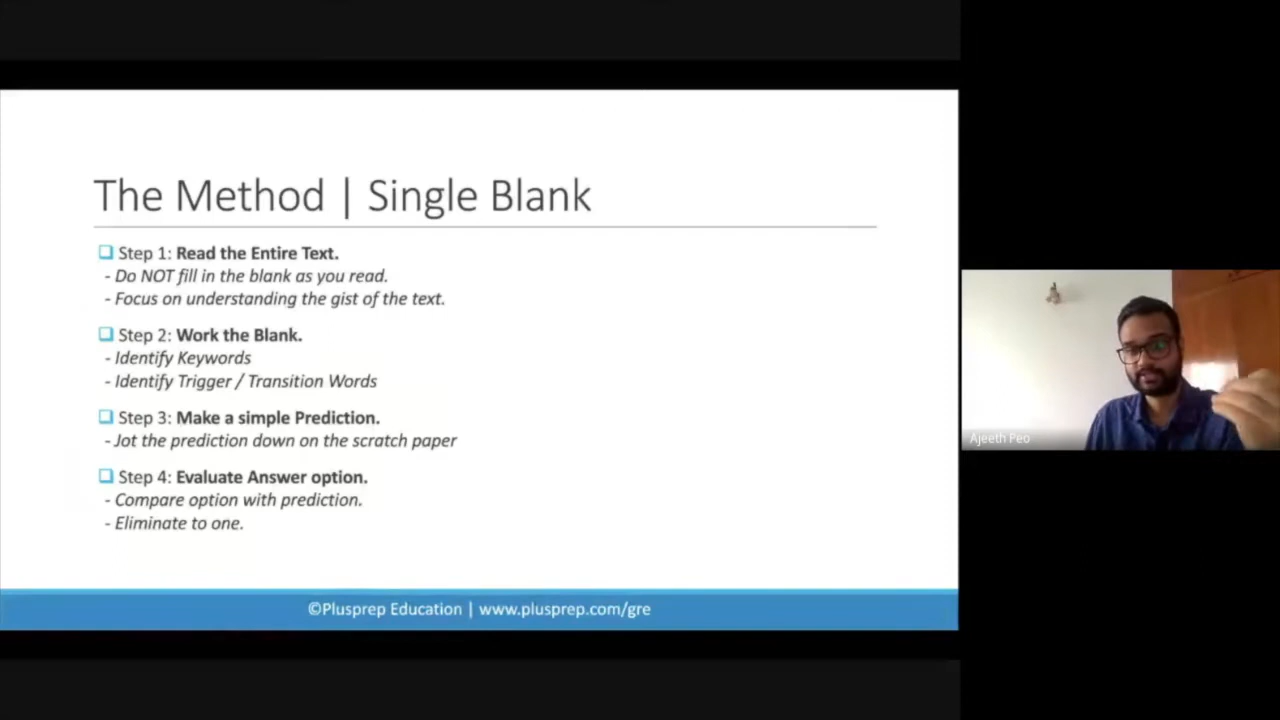 The Method | Single Blank
Step 1: Read the Entire Text.
- Do NOT fill in the blank as you read.
- Focus on understanding the gist of the text.
Step 2: Work the Blank.
- Identify Keywords
- Identify Trigger / Transition Words
Step 3: Make a simple Prediction.
- Jot the prediction down on the scratch paper
Step 4: Evaluate Answer option.
- Compare option with prediction.
- Eliminate to one.
©Plusprep Education | www.plusprep.com/gre
Ajeeth Peo